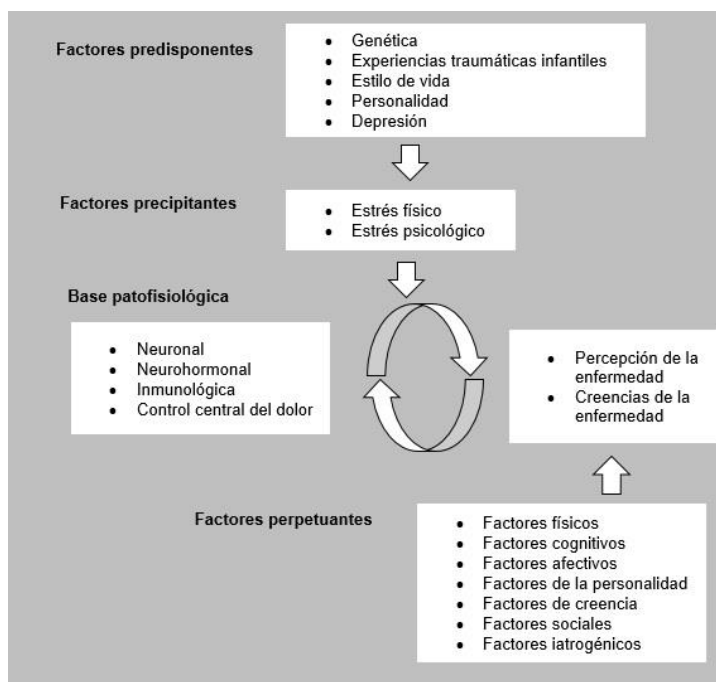 Factores predisponentes
• Genética
• Experiencias traumáticas infantiles
• Estilo de vida
• Personalidad
• Depresión
Factores precipitantes
• Estrés físico
• Estrés psicológico
Base patofisiológica
• Neuronal
• Neurohormonal
• Inmunológica
• Control central del dolor
• Percepción de la
enfermedad
• Creencias de la
enfermedad
Factores perpetuantes
• Factores físicos
• Factores cognitivos
• Factores afectivos
• Factores de la personalidad
• Factores de creencia
• Factores sociales
• Factores iatrogénicos